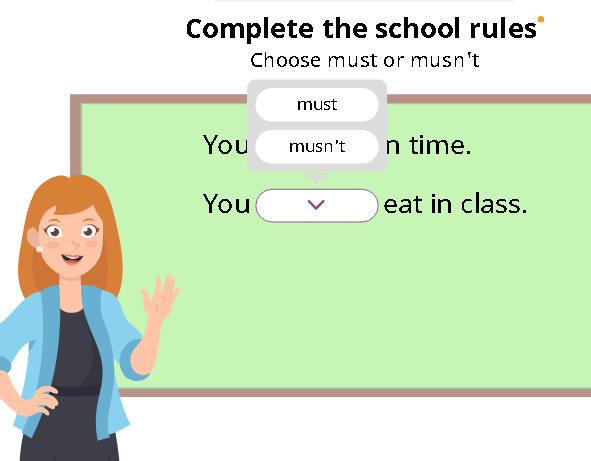 Complete the school rules
Choose must or musn't
must
musn't
You n time.
You eat in class.